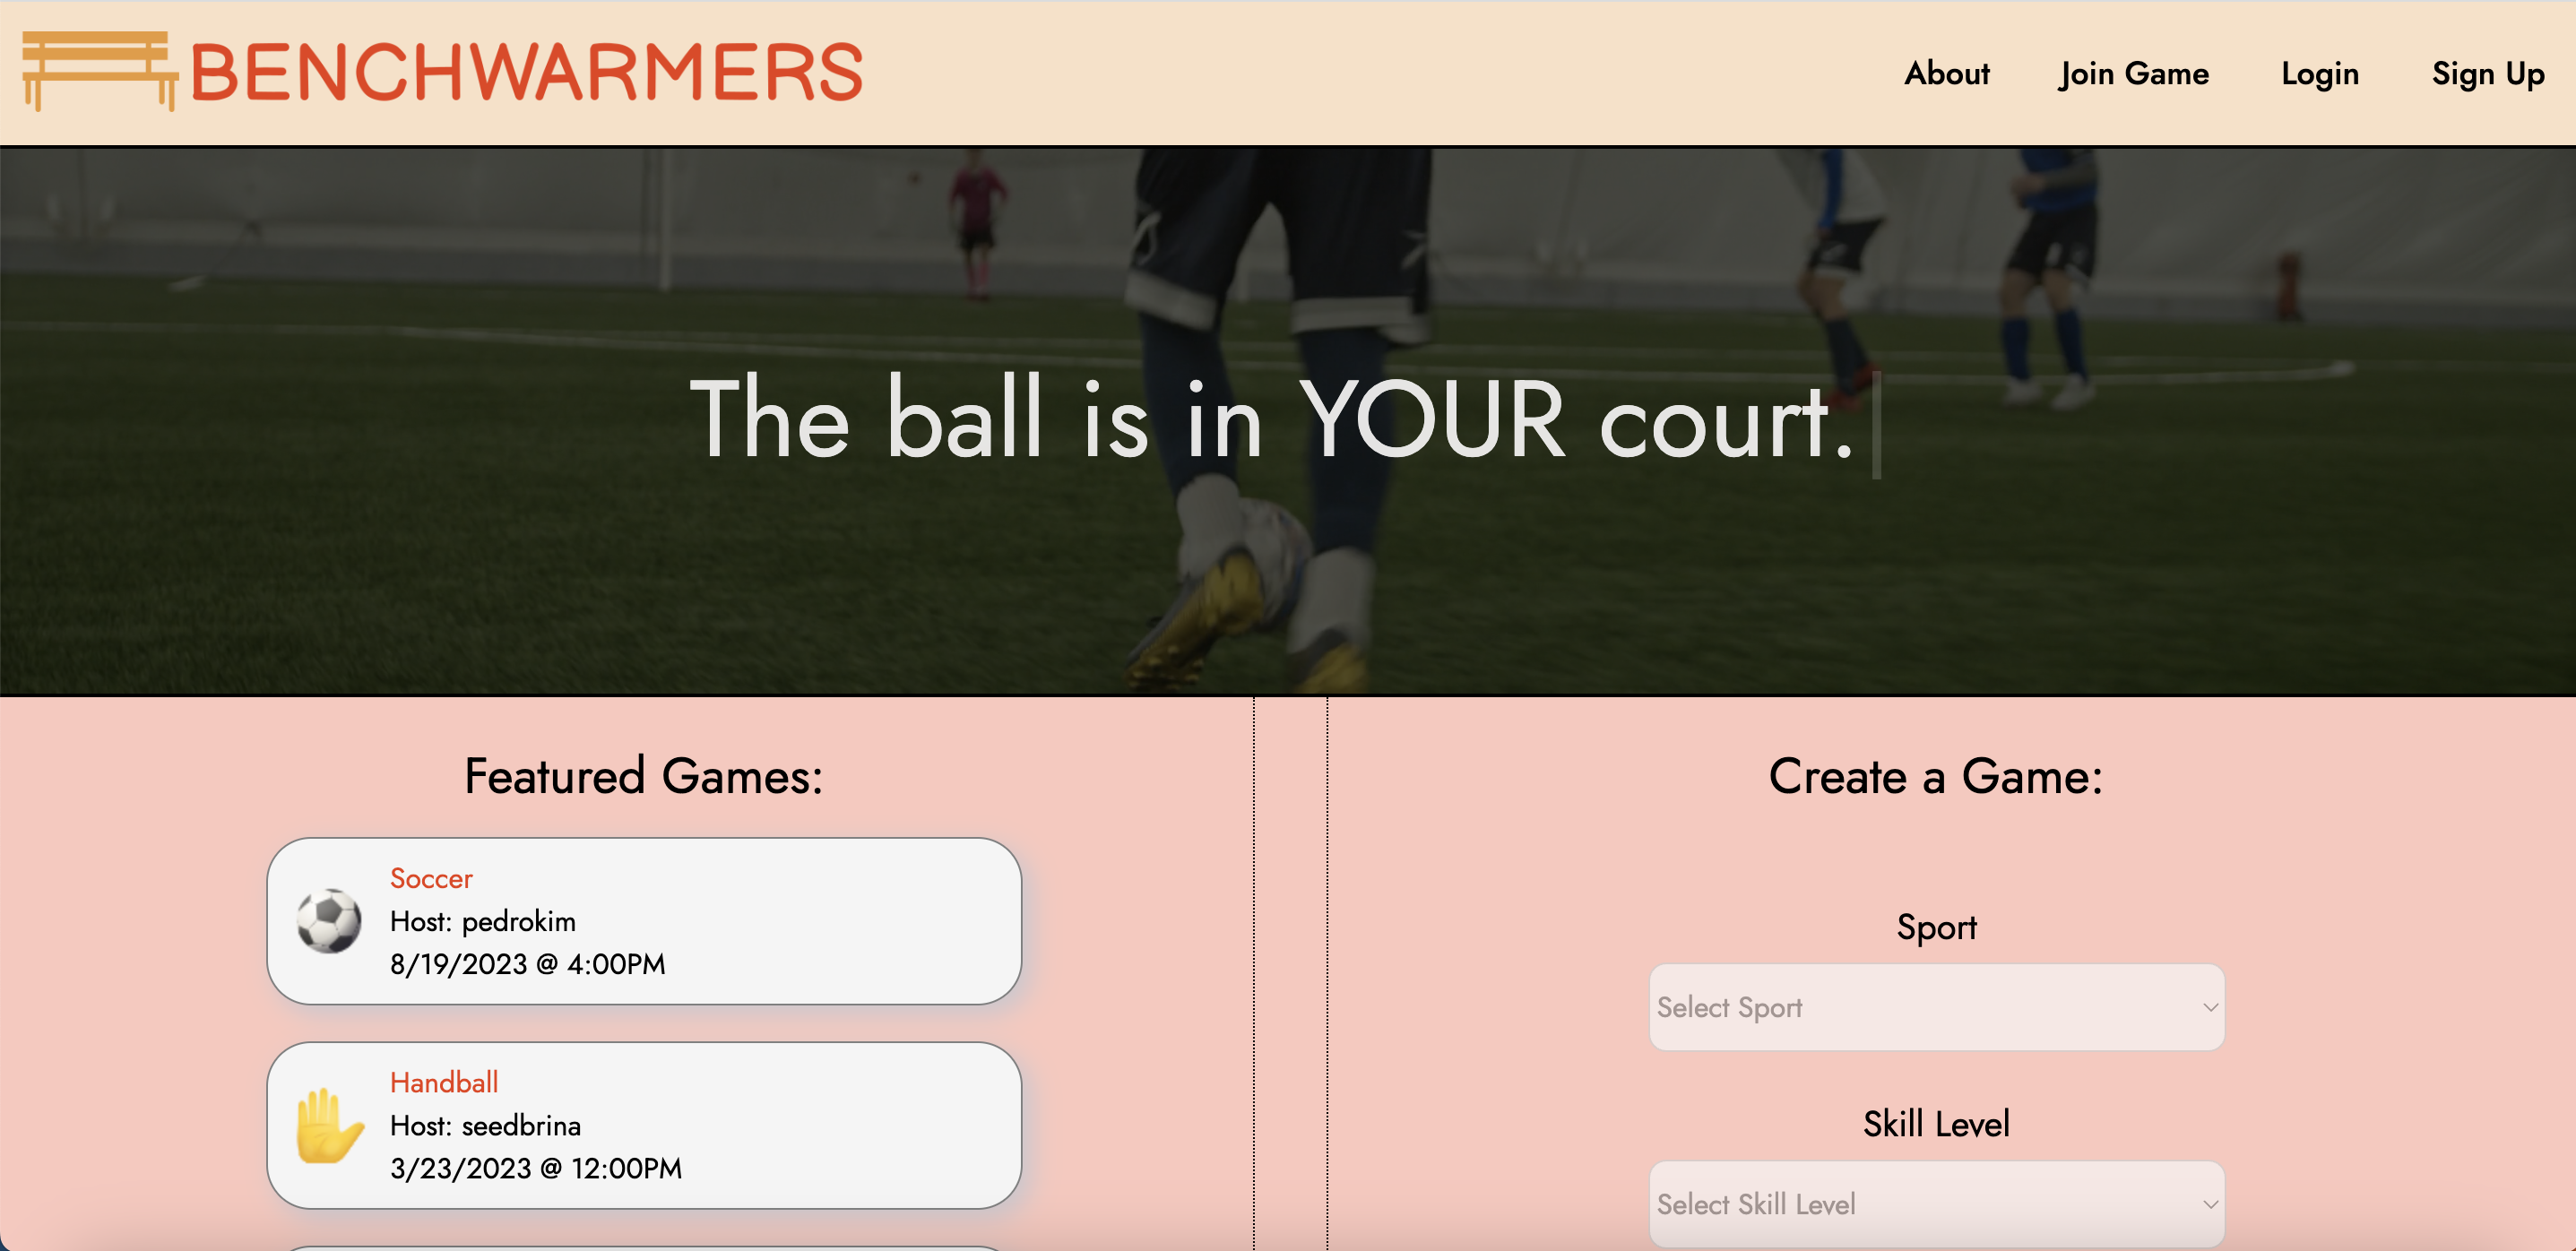 BENCHWARMERS
About Join Game Login Sign Up
The ball is in YOUR court.
Featured Games:
Soccer
Host: pedrokim
8/19/2023 @ 4:00PM
Handball
Host: seedbrina
3/23/2023 @ 12:00PM
Create a Game:
Sport
Select Sport
Skill Level
Select Skill Level